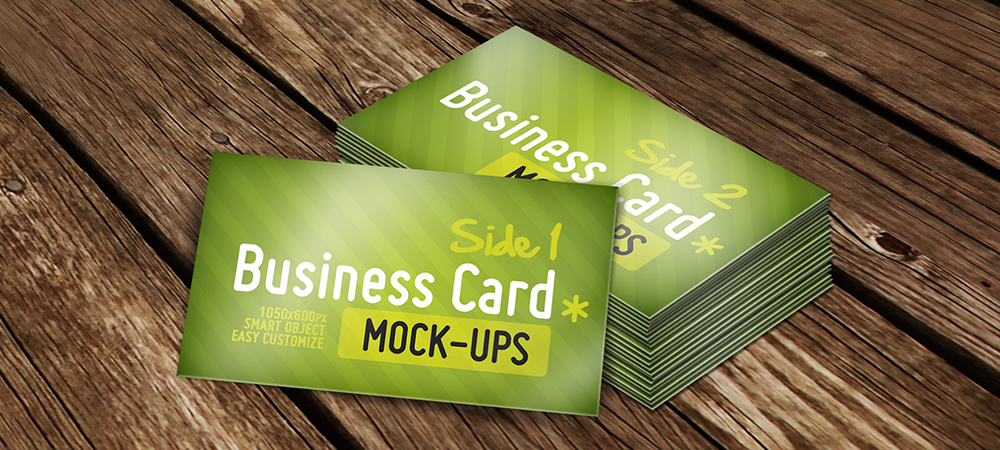 Side 1
Business Card*
1050x600px
SMART OBJECT
EASY CUSTOMIZE
MOCK-UPS
Side 2
Business Card*